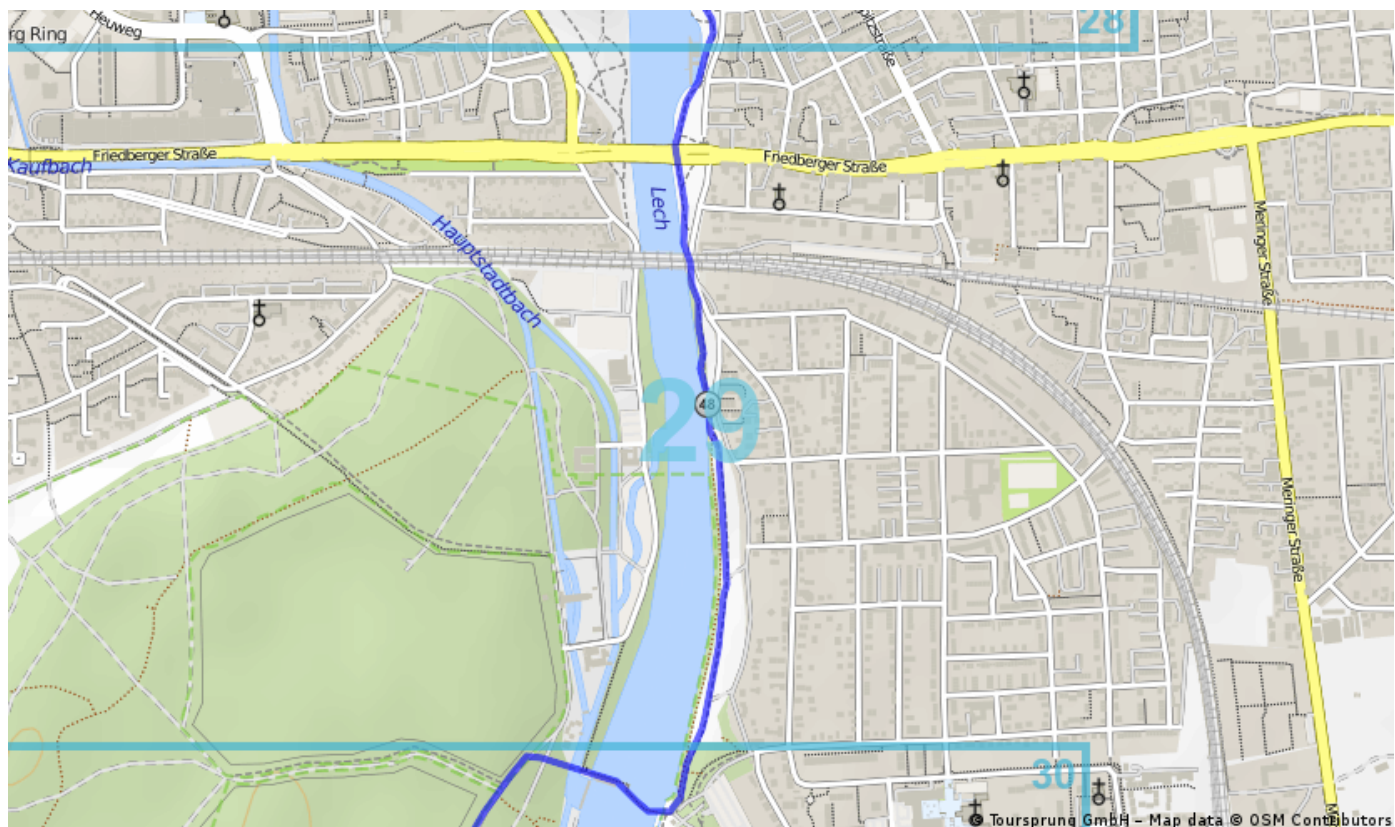 28
Heuweg
rg Ring
Friedberger Straße
Friedberger Straße
Kaufbach
Lech
Hauptstadtbach
Meringer Straße
29
48
Meringer Straße
30
M
© Toursprung GmbH – Map data © OSM Contributors